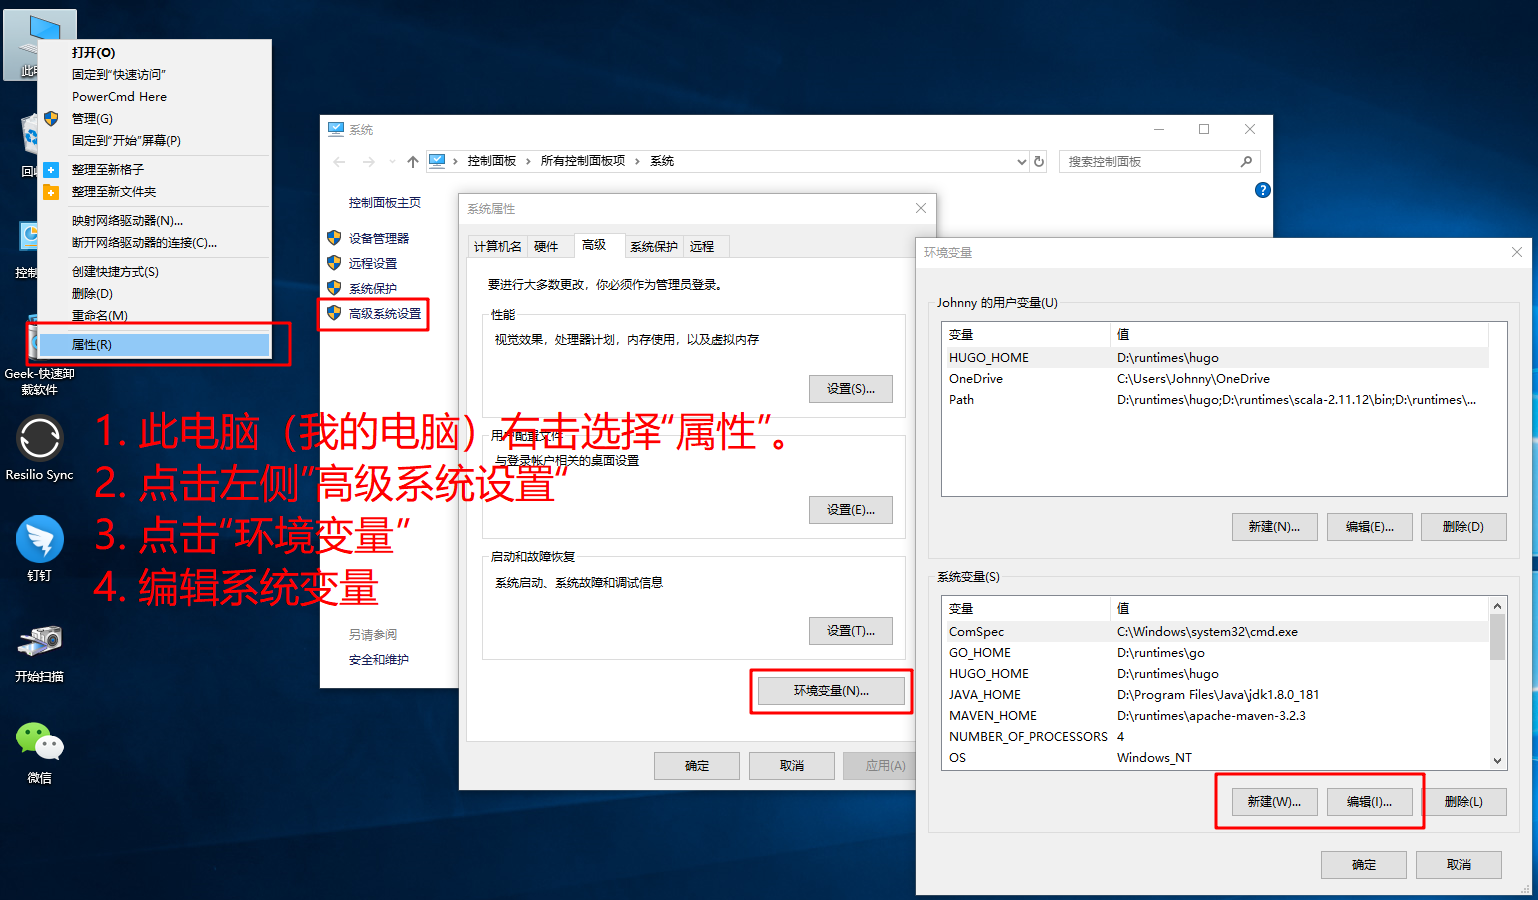 此电
回收
控制
Geek-快速卸
载软件
Resilio Sync
钉钉
开始扫描
微信
打开(O)
固定到"快速访问"
PowerCmd Here
管理(G)
固定到"开始"屏幕(P)
整理至新格子
整理至新文件夹
映射网络驱动器(N)...
断开网络驱动器的连接(C)...
创建快捷方式(S)
删除(D)
重命名(M)
属性(R)
系统
控制面板 › 所有控制面板项 › 系统
搜索控制面板
控制面板主页
设备管理器
远程设置
系统保护
高级系统设置
另请参阅
安全和维护
系统属性
计算机名 硬件 高级 系统保护 远程
要进行大多数更改，你必须作为管理员登录。
性能
视觉效果，处理器计划，内存使用，以及虚拟内存
设置(S)...
用户配置文件
与登录帐户相关的桌面设置
设置(E)...
启动和故障恢复
系统启动、系统故障和调试信息
设置(T)...
环境变量(N)...
确定 取消 应用(A)
环境变量
Johnny 的用户变量(U)
变量 值
HUGO_HOME D:\runtimes\hugo
OneDrive C:\Users\Johnny\OneDrive
Path D:\runtimes\hugo;D:\runtimes\scala-2.11.12\bin;D:\runtimes\...
新建(N)... 编辑(E)... 删除(D)
系统变量(S)
变量 值
ComSpec C:\Windows\system32\cmd.exe
GO_HOME D:\runtimes\go
HUGO_HOME D:\runtimes\hugo
JAVA_HOME D:\Program Files\Java\jdk1.8.0_181
MAVEN_HOME D:\runtimes\apache-maven-3.2.3
NUMBER_OF_PROCESSORS 4
OS Windows_NT
新建(W)... 编辑(I)... 删除(L)
确定 取消
1. 此电脑（我的电脑）右击选择“属性”。
2. 点击左侧”高级系统设置“
3. 点击“环境变量”
4. 编辑系统变量